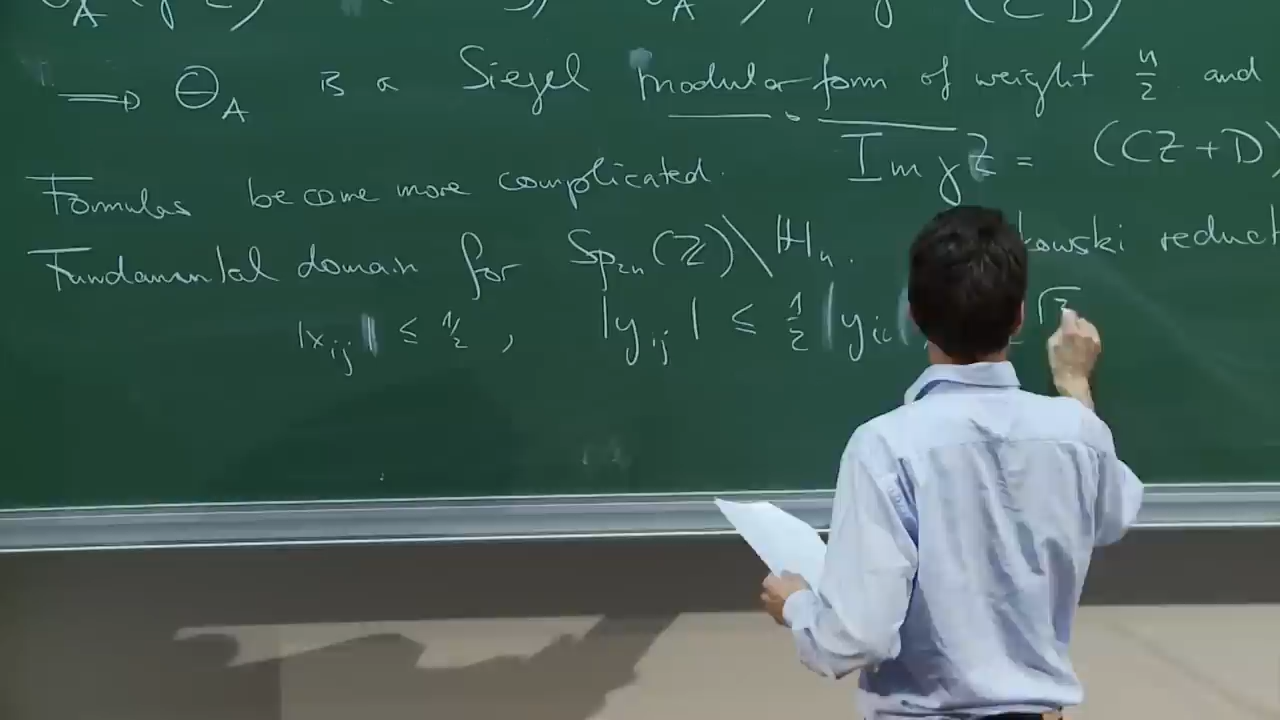 ⟹ Θ_A is a Siegel modular form of weight n/2 and
Formulas become more complicated. Im γZ = (CZ+D)
Fundamental domain for Sp_2n(ℤ)\ℍ_n. kowski reduct
|x_ij| ≤ 1/2, |y_ij| ≤ 1/2 |y_ii|